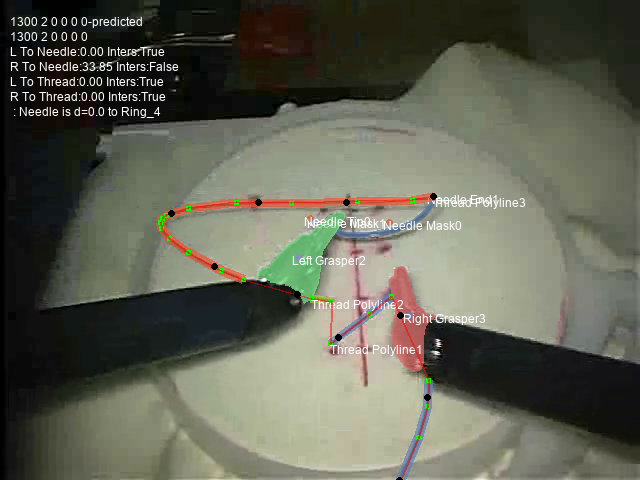 1300 2 0 0 0 0-predicted
1300 2 0 0 0 0
L To Needle:0.00 Inters:True
R To Needle:33.85 Inters:False
L To Thread:0.00 Inters:True
R To Thread:0.00 Inters:True
: Needle is d=0.0 to Ring_4
Needle End1
Thread Polyline3
Needle Tip0
Needle Mask1
Needle Mask0
Left Grasper2
Thread Polyline2
Right Grasper3
Thread Polyline1